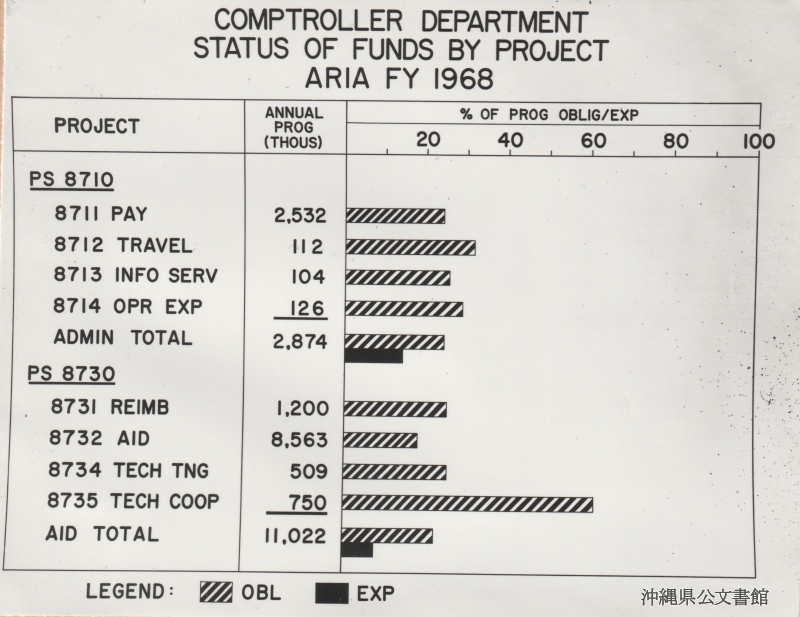 COMPTROLLER DEPARTMENT
STATUS OF FUNDS BY PROJECT
ARIA FY 1968
PROJECT
ANNUAL
PROG
(THOUS)
% OF PROG OBLIG/EXP
20 40 60 80 100
PS 8710
8711 PAY 2,532
8712 TRAVEL 112
8713 INFO SERV 104
8714 OPR EXP 126
ADMIN TOTAL 2,874
PS 8730
8731 REIMB 1,200
8732 AID 8,563
8734 TECH TNG 509
8735 TECH COOP 750
AID TOTAL 11,022
LEGEND: OBL EXP
沖縄県公文書館